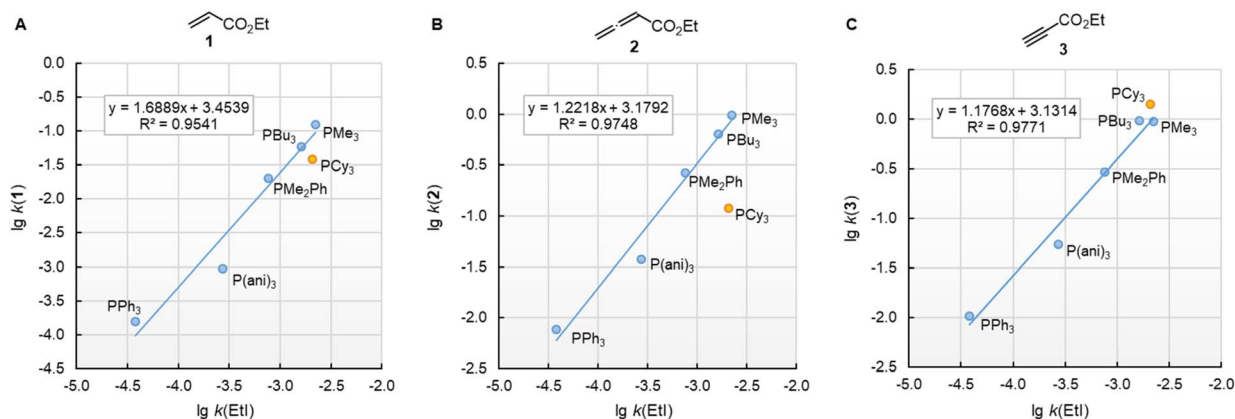 A
CO₂Et
1
y = 1.6889x + 3.4539
R² = 0.9541
PMe₃
PBu₃
PCy₃
PMe₂Ph
P(ani)₃
PPh₃
lg k(1)
0.0
-0.5
-1.0
-1.5
-2.0
-2.5
-3.0
-3.5
-4.0
-4.5
-5.0 -4.5 -4.0 -3.5 -3.0 -2.5 -2.0
lg k(EtI)
B
CO₂Et
2
y = 1.2218x + 3.1792
R² = 0.9748
PMe₃
PBu₃
PMe₂Ph
PCy₃
P(ani)₃
PPh₃
lg k(2)
0.5
0.0
-0.5
-1.0
-1.5
-2.0
-2.5
-5.0 -4.5 -4.0 -3.5 -3.0 -2.5 -2.0
lg k(EtI)
C
CO₂Et
3
y = 1.1768x + 3.1314
R² = 0.9771
PCy₃
PBu₃
PMe₃
PMe₂Ph
P(ani)₃
PPh₃
lg k(3)
0.5
0.0
-0.5
-1.0
-1.5
-2.0
-2.5
-5.0 -4.5 -4.0 -3.5 -3.0 -2.5 -2.0
lg k(EtI)